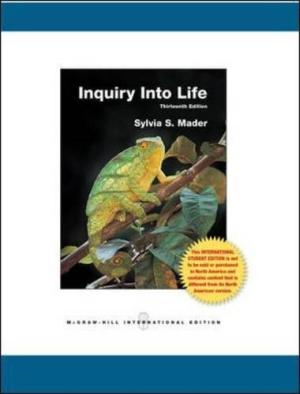 Inquiry Into Life
Thirteenth Edition
Sylvia S. Mader
This INTERNATIONAL
STUDENT EDITION is not
to be sold or purchased
in North America and
contains content that is
different from its North
American version.
McGRAW-HILL INTERNATIONAL EDITION